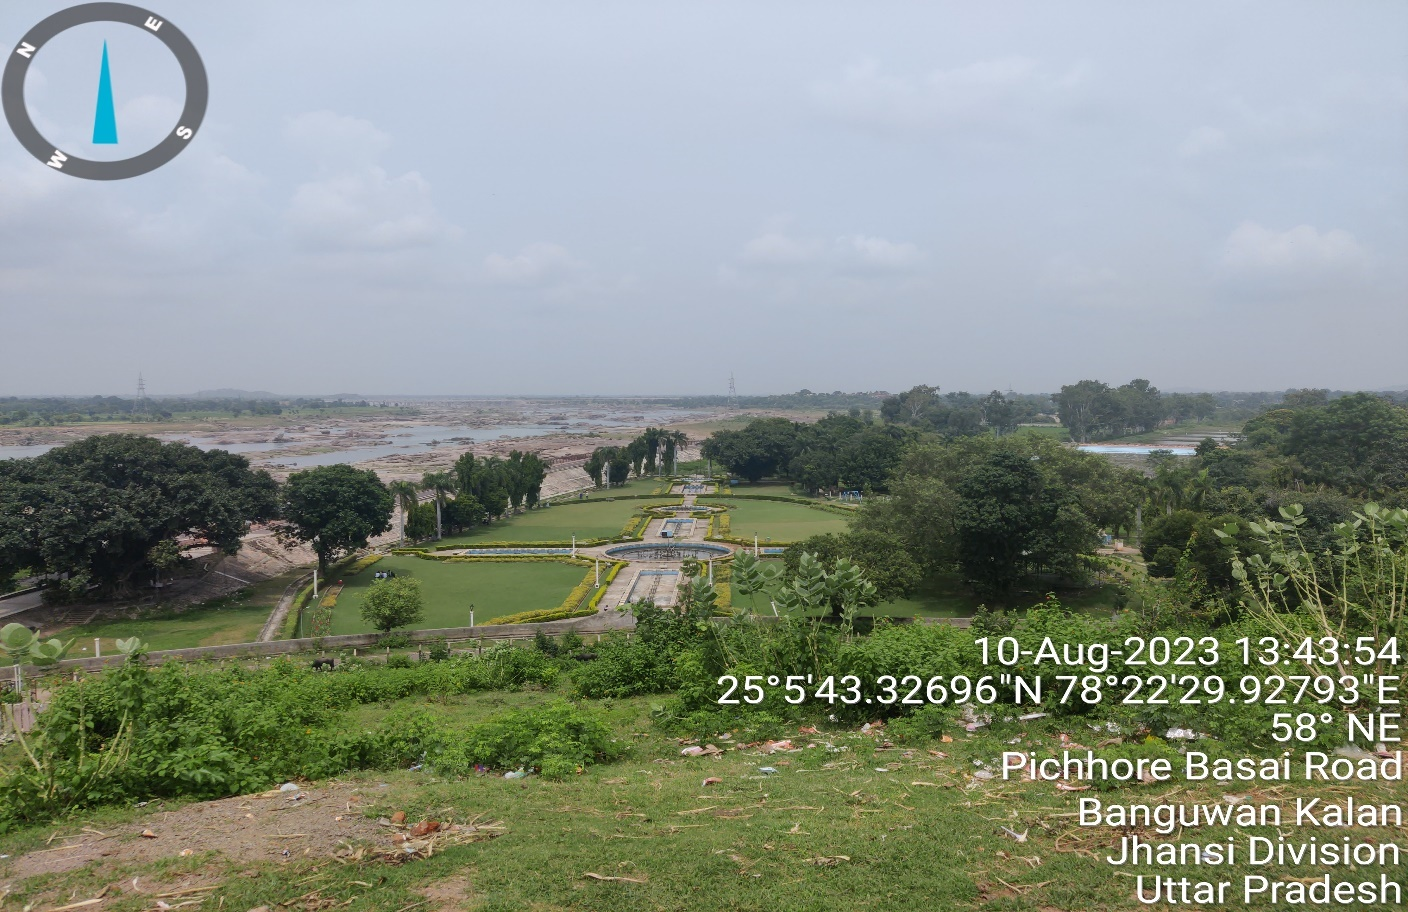 N
E
S
W
10-Aug-2023 13:43:54
25°5'43.32696"N 78°22'29.92793"E
58° NE
Pichhore Basai Road
Banguwan Kalan
Jhansi Division
Uttar Pradesh